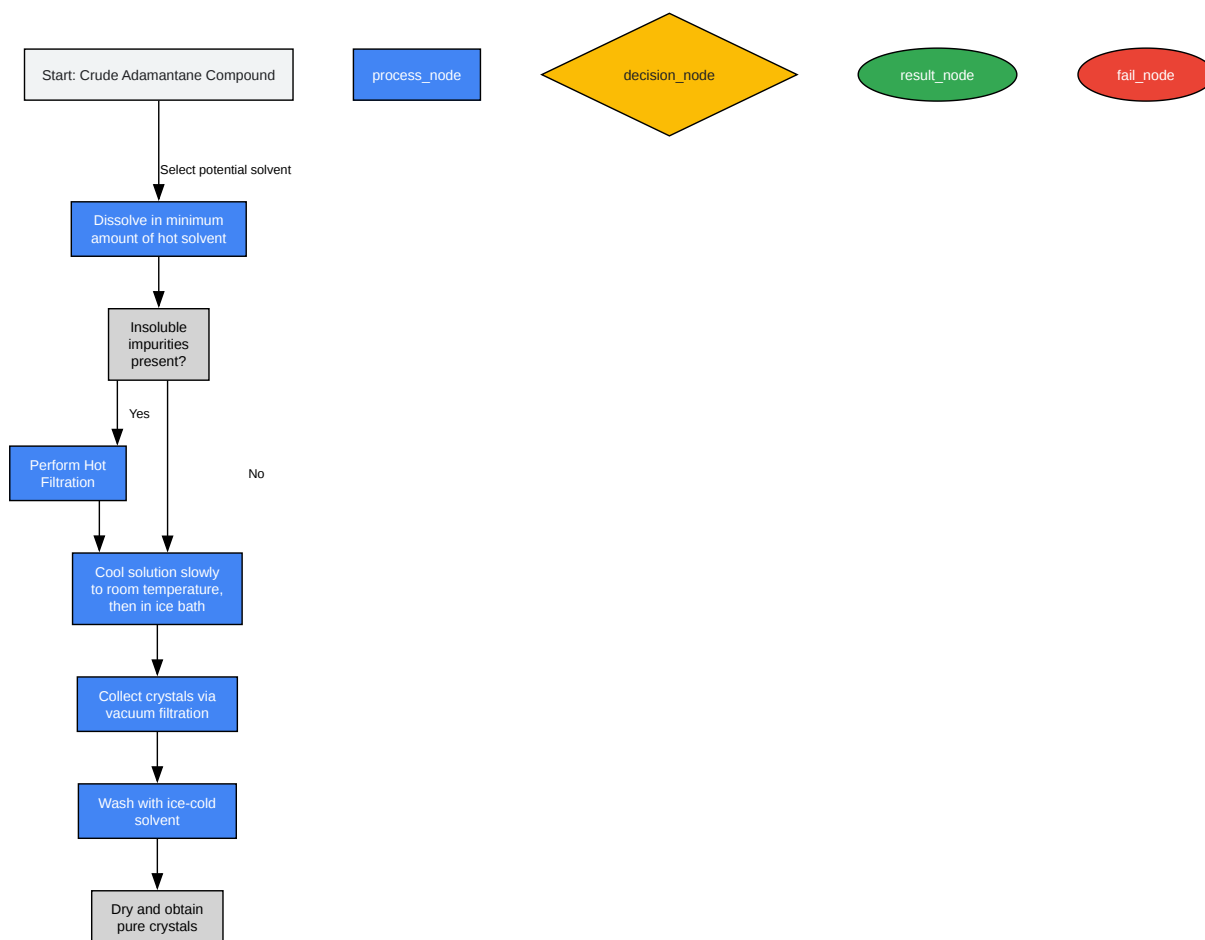 Start: Crude Adamantane Compound
process_node
decision_node
result_node
fail_node
Select potential solvent
Dissolve in minimum
amount of hot solvent
Insoluble
impurities
present?
Yes
Perform Hot
Filtration
No
Cool solution slowly
to room temperature,
then in ice bath
Collect crystals via
vacuum filtration
Wash with ice-cold
solvent
Dry and obtain
pure crystals